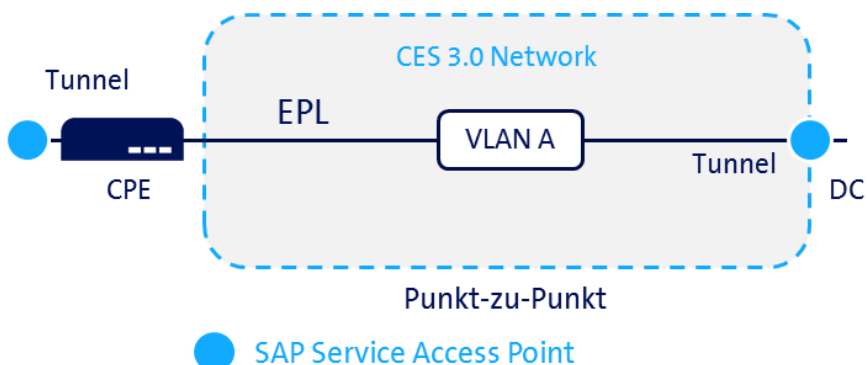 CES 3.0 Network
Tunnel
EPL
VLAN A
Tunnel
CPE
DC
Punkt-zu-Punkt
SAP Service Access Point